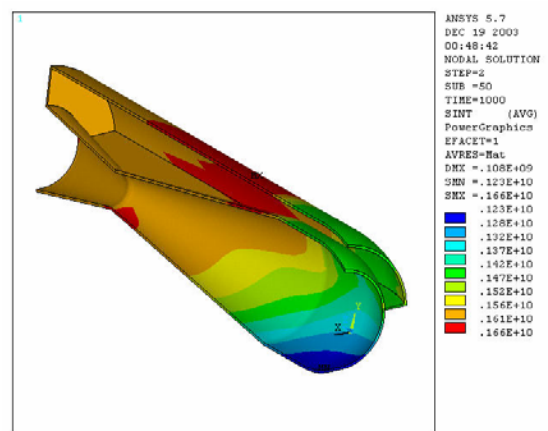 1
ANSYS 5.7
DEC 19 2003
00:48:42
NODAL SOLUTION
STEP=2
SUB =50
TIME=1000
SINT (AVG)
PowerGraphics
EFACET=1
AVRES=Mat
DMX =.108E+09
SMN =.123E+10
SMX =.166E+10
.123E+10
.128E+10
.132E+10
.137E+10
.142E+10
.147E+10
.152E+10
.156E+10
.161E+10
.166E+10
Y
X